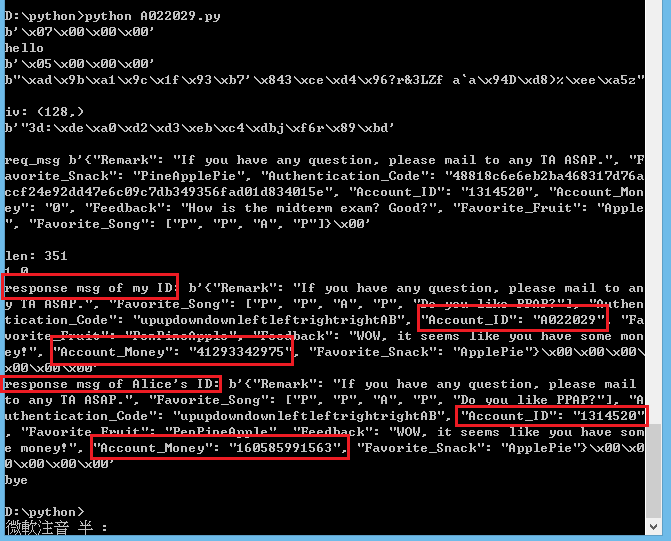 D:\python>python A022029.py
b'\x07\x00\x00\x00'
hello
b'\x05\x00\x00\x00'
b"\xad\x9b\xa1\x9c\x1f\x93\xb7'\x843\xce\xd4\x96?r&3LZf a`a\x94D\xd8)%\xee\xa5z"
iv: (128,)
b'"3d:\xde\xa0\xd2\xd3\xeb\xc4\xdbj\xf6r\x89\xbd'
req_msg b'{"Remark": "If you have any question, please mail to any TA ASAP.", "F
avorite_Snack": "PineApplePie", "Authentication_Code": "48818c6e6eb2ba468317d76a
ccf24e92dd47e6c09c7db349356fad01d834015e", "Account_ID": "1314520", "Account_Mon
ey": "0", "Feedback": "How is the midterm exam? Good?", "Favorite_Fruit": "Apple
", "Favorite_Song": ["P", "P", "A", "P"]}\x00'
len: 351
1 0
response msg of my ID: b'{"Remark": "If you have any question, please mail to an
y TA ASAP.", "Favorite_Song": ["P", "P", "A", "P", "Do you like PPAP?"], "Authen
tication_Code": "upupdowndownleftleftrightrightAB", "Account_ID": "A022029", "Fa
vorite_Fruit": "PenPineApple", "Feedback": "WOW, it seems like you have some mon
ey!", "Account_Money": "41293342975", "Favorite_Snack": "ApplePie"}\x00\x00\x00\
x00\x00\x00'
response msg of Alice's ID: b'{"Remark": "If you have any question, please mail
to any TA ASAP.", "Favorite_Song": ["P", "P", "A", "P", "Do you like PPAP?"], "A
uthentication_Code": "upupdowndownleftleftrightrightAB", "Account_ID": "1314520"
, "Favorite_Fruit": "PenPineApple", "Feedback": "WOW, it seems like you have som
e money!", "Account_Money": "160585991563", "Favorite_Snack": "ApplePie"}\x00\x0
0\x00\x00\x00'
bye
D:\python>
微軟注音 半 :